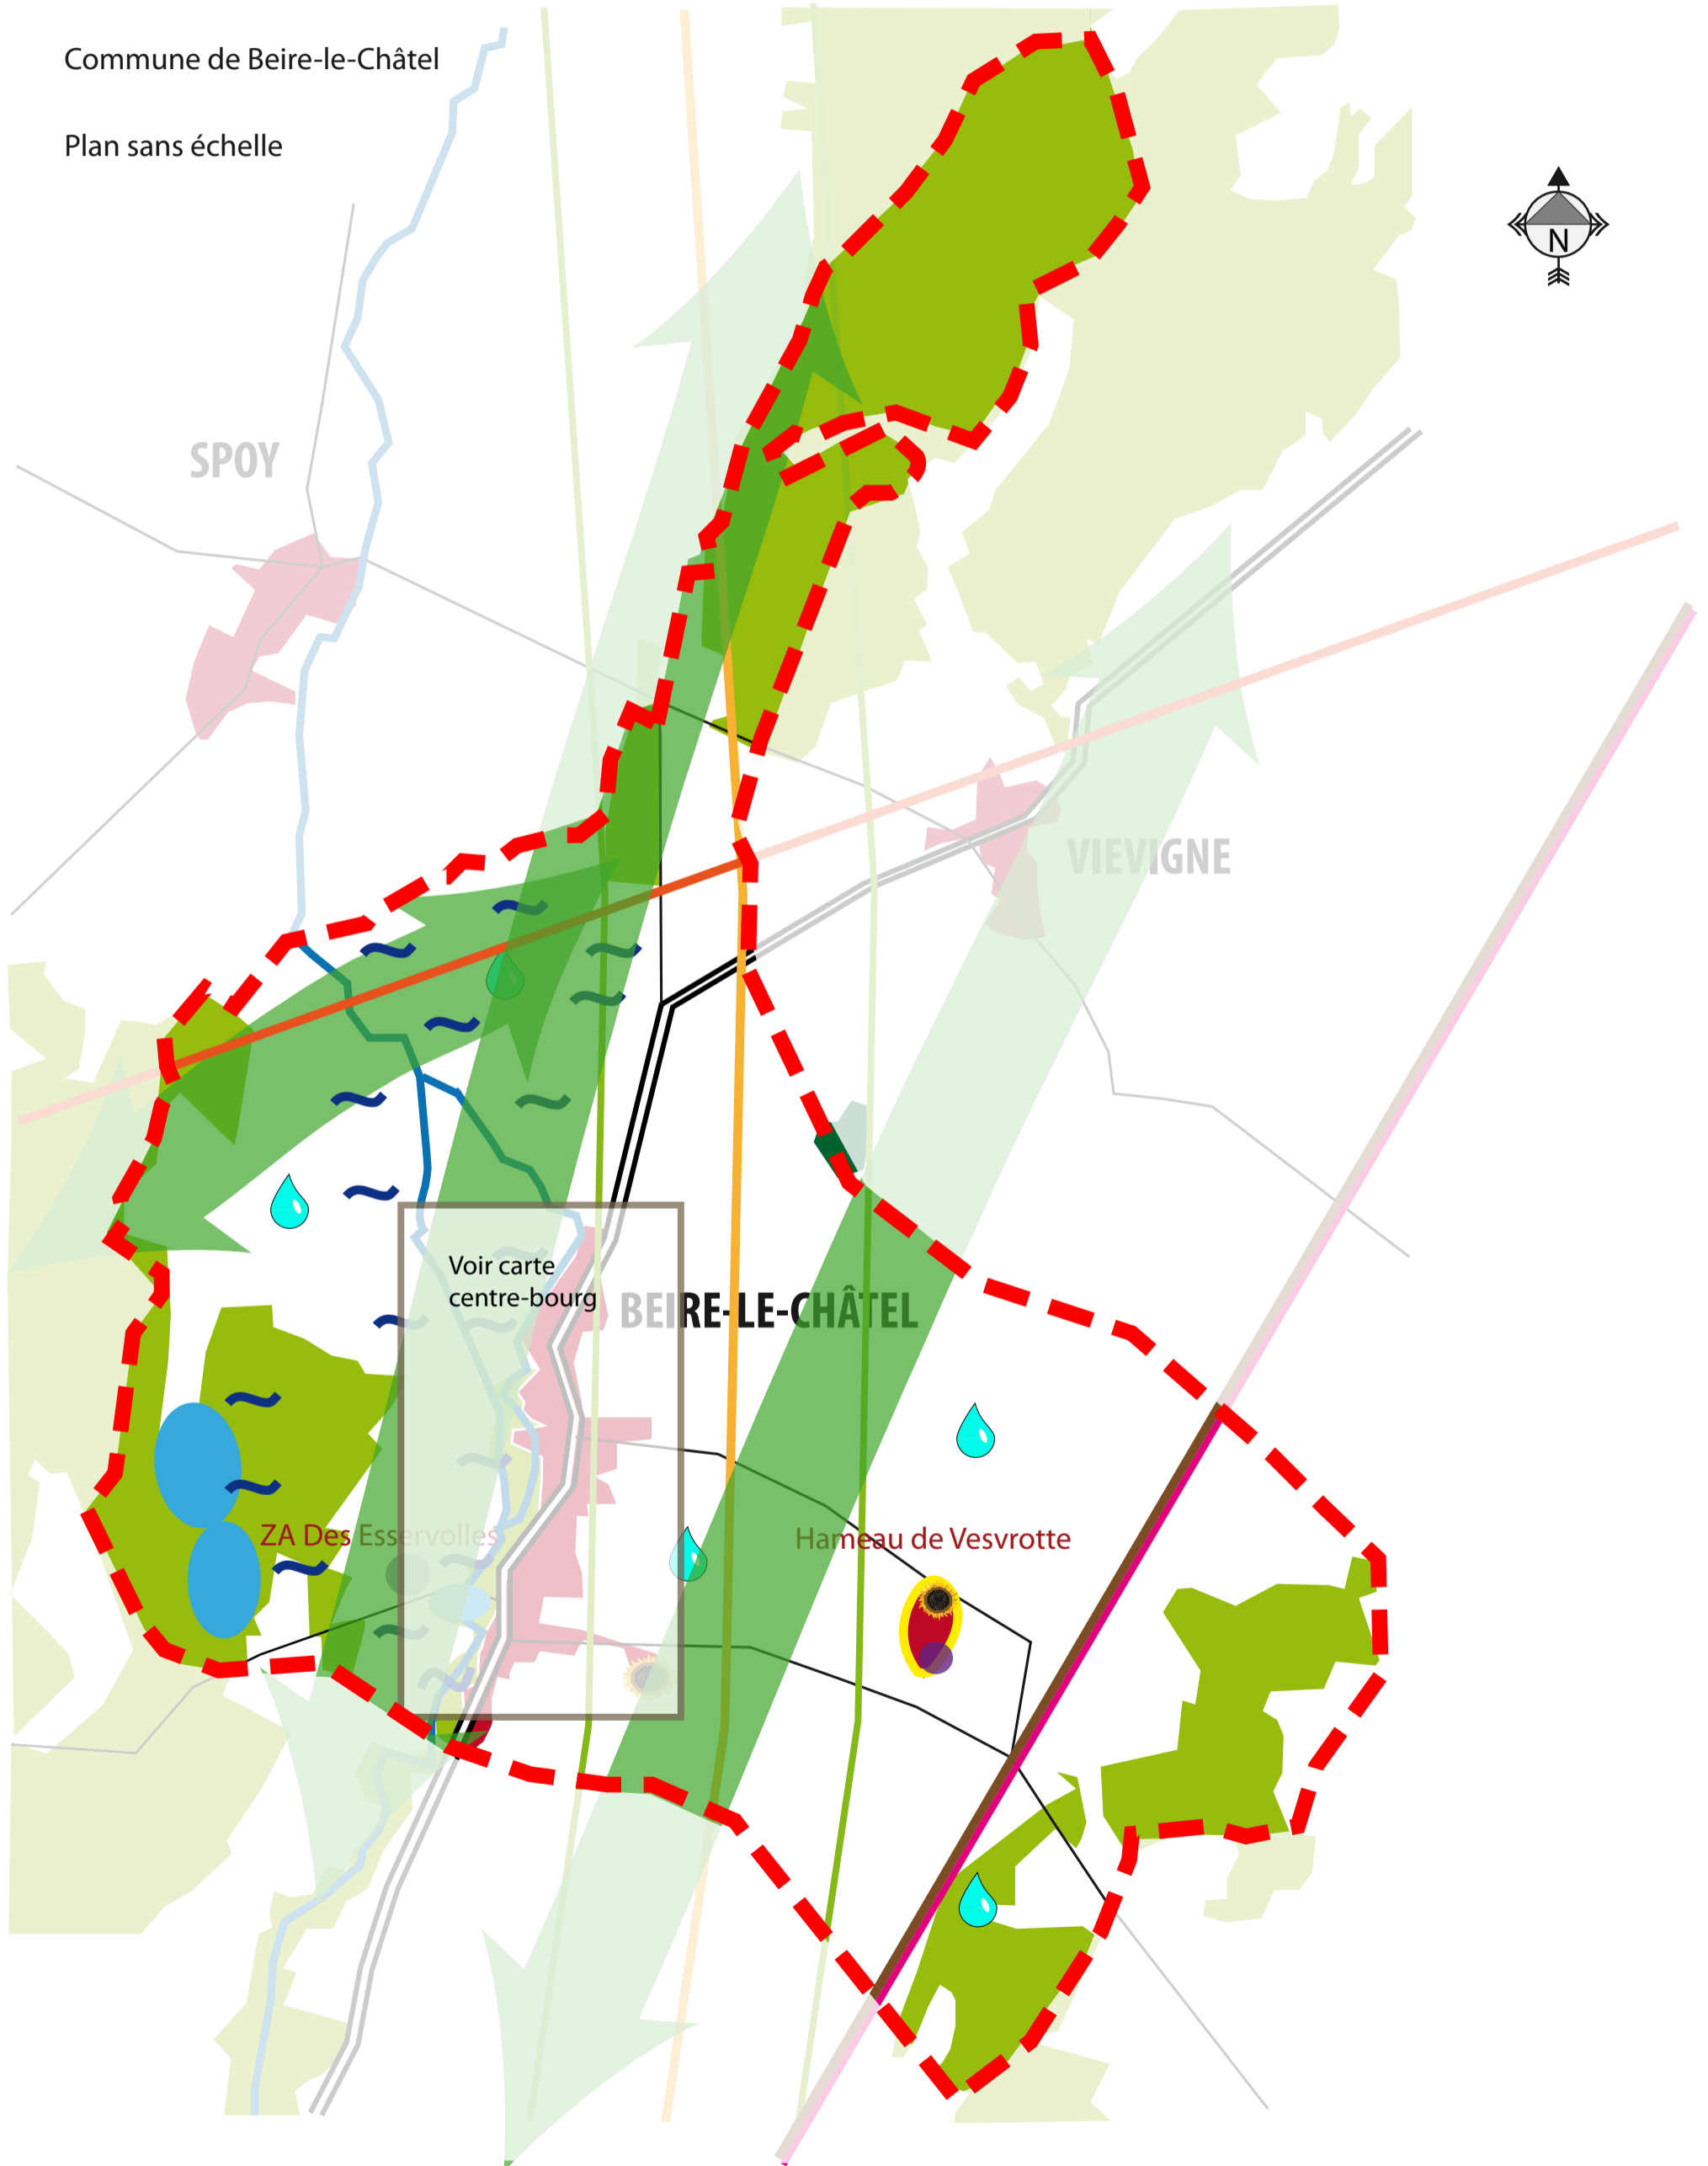 Commune de Beire-le-Châtel
Plan sans échelle
N
SPOY
VIEVIGNE
Voir carte
centre-bourg
BEIRE-LE-CHÂTEL
ZA Des Esservolles
Hameau de Vesvrotte